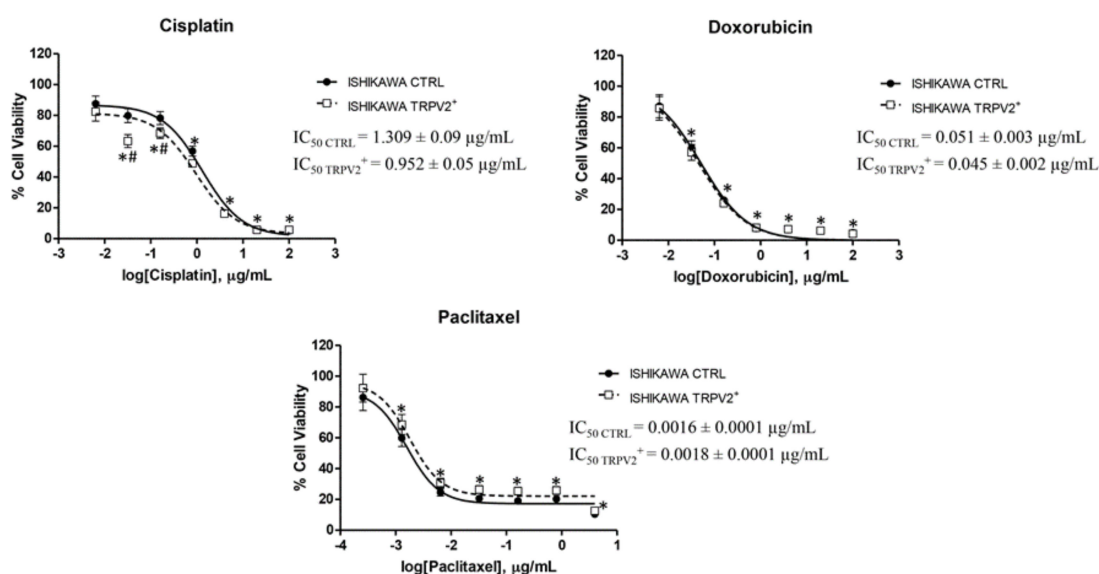 Cisplatin
120
100
80
60
40
20
0
% Cell Viability
-3 -2 -1 0 1 2 3
log[Cisplatin], µg/mL
ISHIKAWA CTRL
ISHIKAWA TRPV2+
IC50 CTRL = 1.309 ± 0.09 µg/mL
IC50 TRPV2+ = 0.952 ± 0.05 µg/mL
*# *# * * * *
Doxorubicin
120
100
80
60
40
20
0
% Cell Viability
-3 -2 -1 0 1 2 3
log[Doxorubicin], µg/mL
ISHIKAWA CTRL
ISHIKAWA TRPV2+
IC50 CTRL = 0.051 ± 0.003 µg/mL
IC50 TRPV2+ = 0.045 ± 0.002 µg/mL
* * * * * *
Paclitaxel
120
100
80
60
40
20
0
% Cell Viability
-4 -3 -2 -1 0 1
log[Paclitaxel], µg/mL
ISHIKAWA CTRL
ISHIKAWA TRPV2+
IC50 CTRL = 0.0016 ± 0.0001 µg/mL
IC50 TRPV2+ = 0.0018 ± 0.0001 µg/mL
* * * * * *